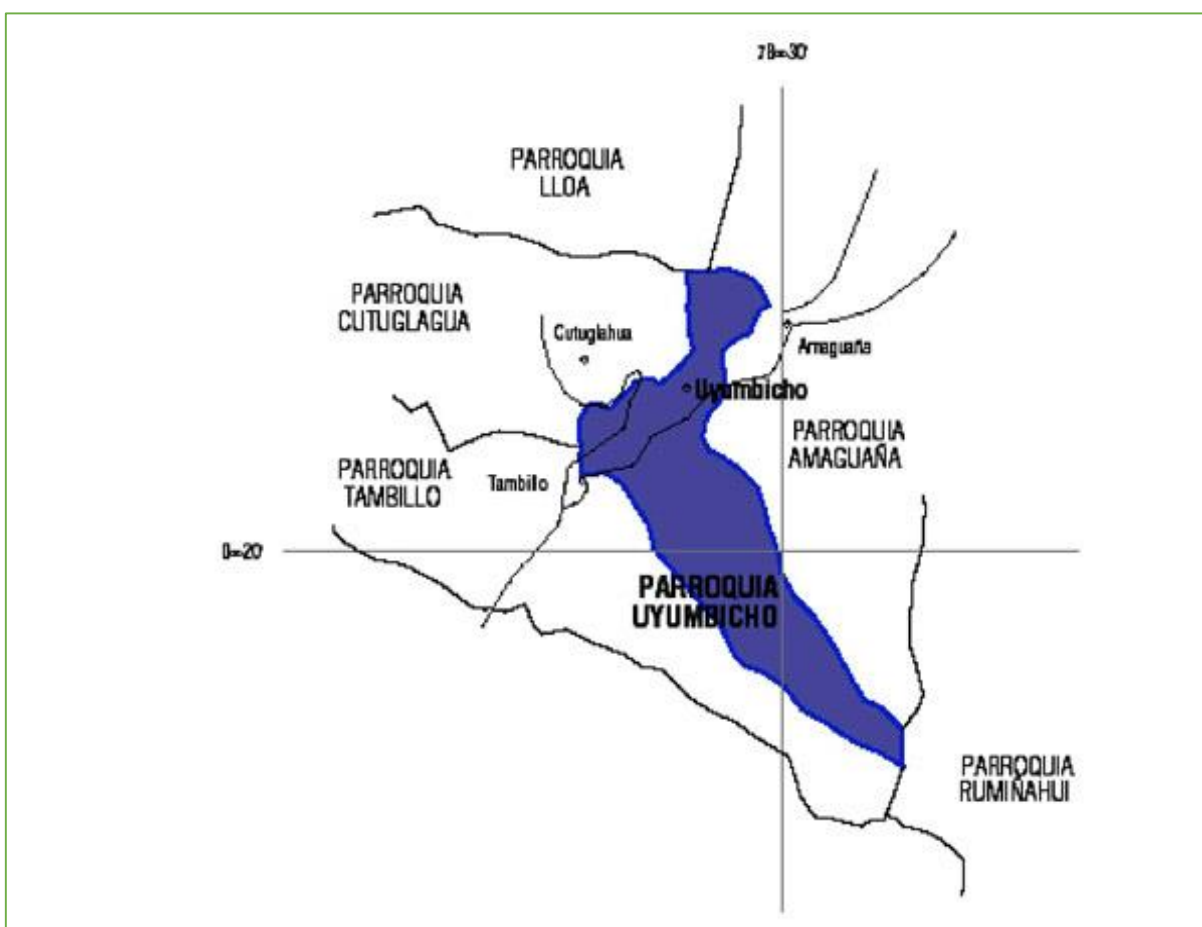 78=30'
PARROQUIA
LLOA
PARROQUIA
CUTUGLAGUA
Cutuglahua
Amaguaña
Uyumbicho
PARROQUIA
AMAGUAÑA
PARROQUIA
TAMBILLO
Tambillo
0=20'
PARROQUIA
UYUMBICHO
PARROQUIA
RUMIÑAHUI